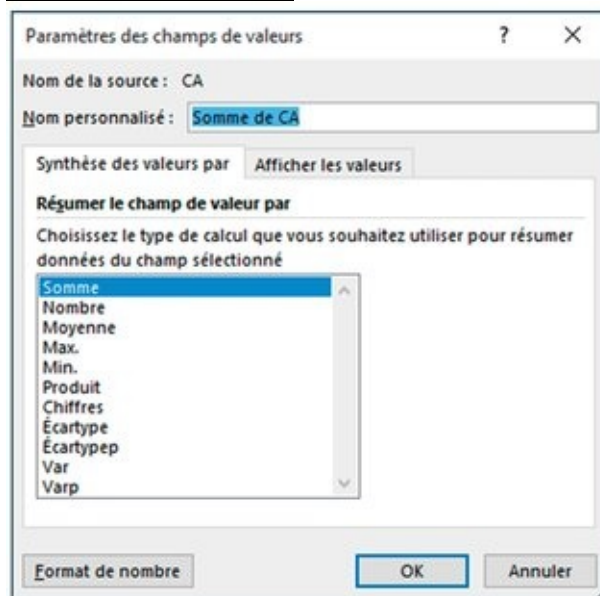 Paramètres des champs de valeurs
Nom de la source : CA
Nom personnalisé : Somme de CA
Synthèse des valeurs par Afficher les valeurs
Résumer le champ de valeur par
Choisissez le type de calcul que vous souhaitez utiliser pour résumer
données du champ sélectionné
Somme
Nombre
Moyenne
Max.
Min.
Produit
Chiffres
Écartype
Écartypep
Var
Varp
Format de nombre OK Annuler